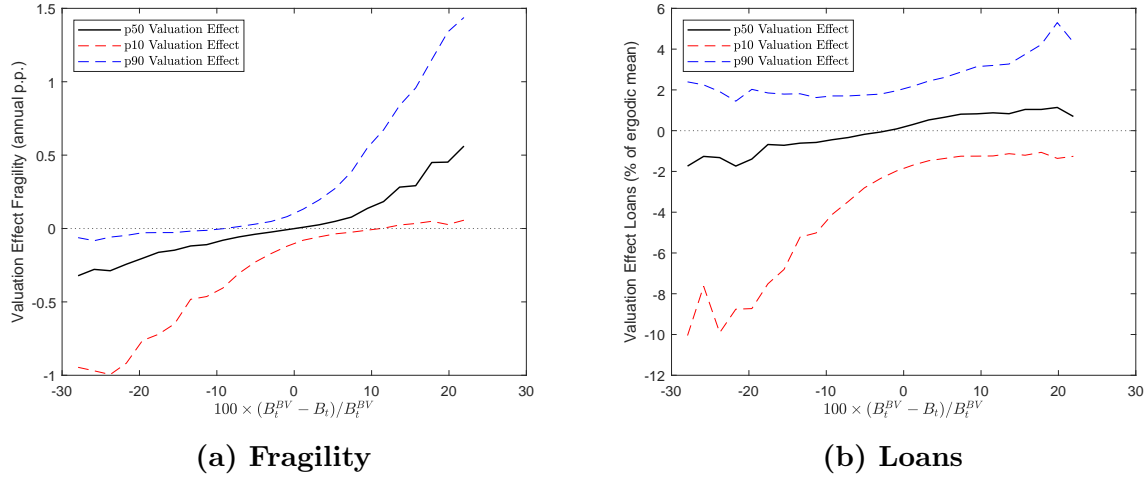 p50 Valuation Effect
p10 Valuation Effect
p90 Valuation Effect
Valuation Effect Fragility (annual p.p.)
1.5
1
0.5
0
-0.5
-1
-30
-20
-10
0
10
20
30
100 × (B_t^{BV} − B_t)/B_t^{BV}
(a) Fragility
p50 Valuation Effect
p10 Valuation Effect
p90 Valuation Effect
Valuation Effect Loans (% of ergodic mean)
6
4
2
0
-2
-4
-6
-8
-10
-12
-30
-20
-10
0
10
20
30
100 × (B_t^{BV} − B_t)/B_t^{BV}
(b) Loans